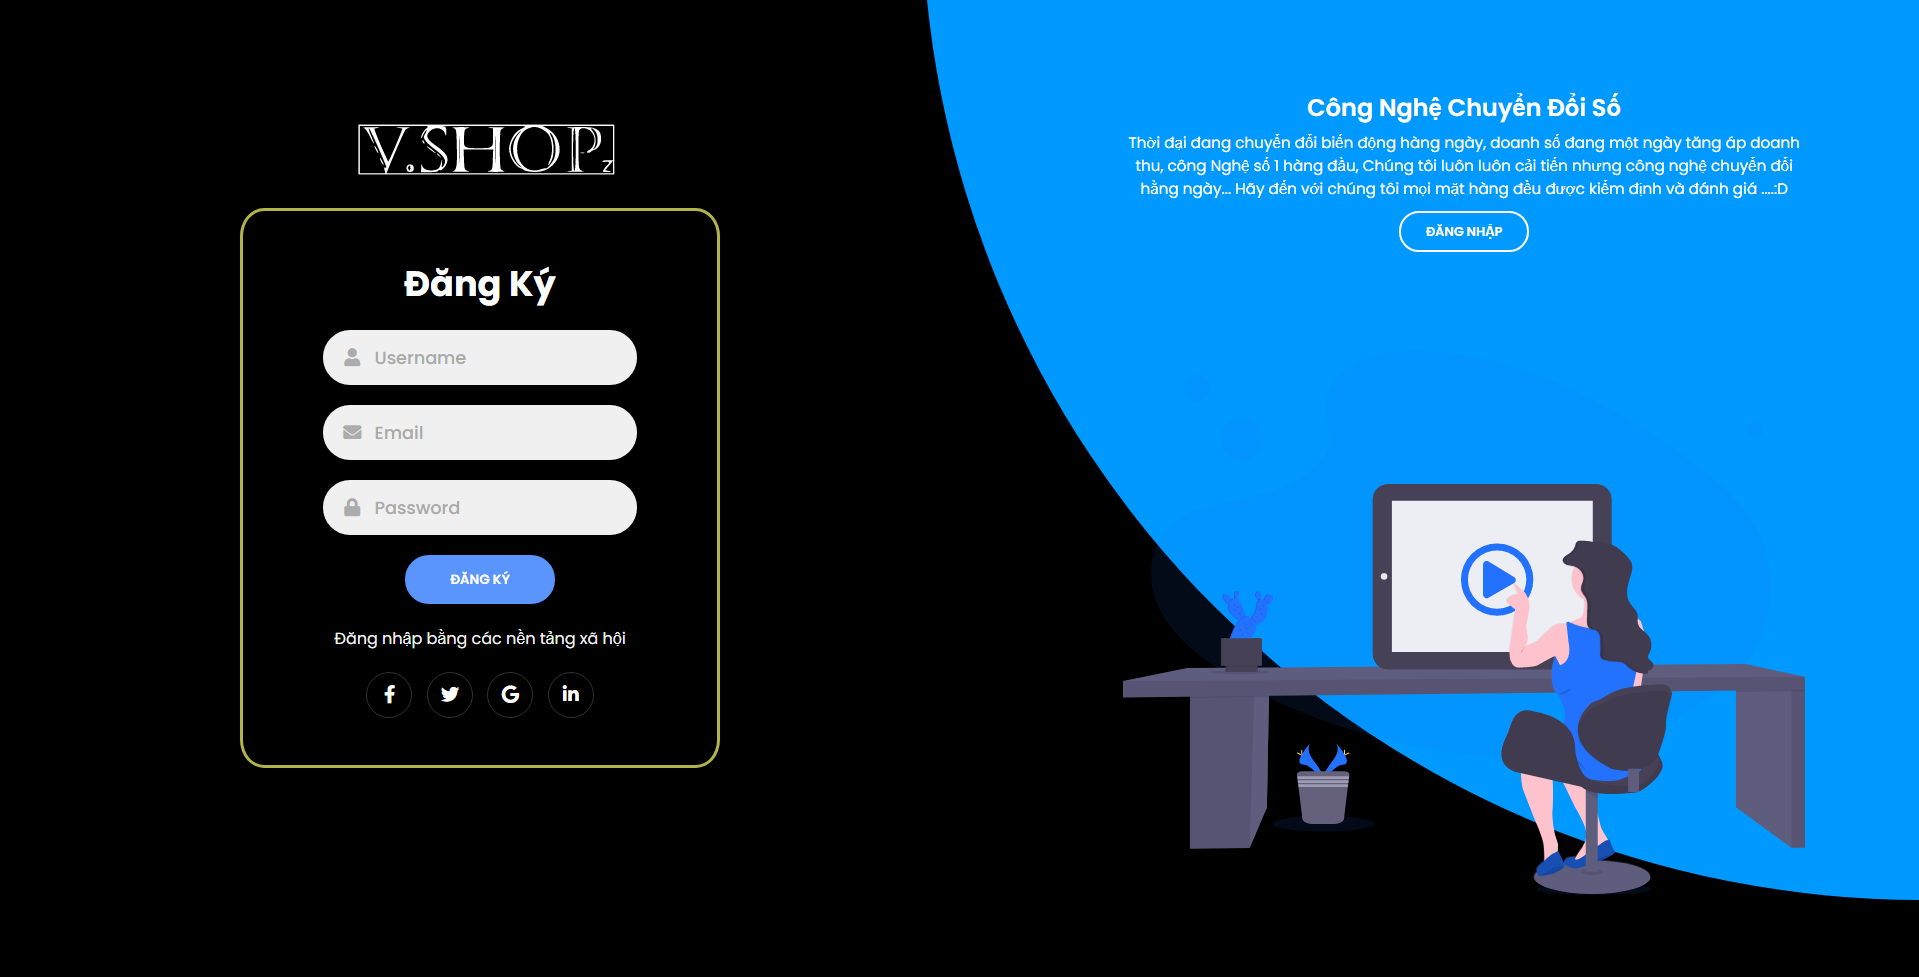 V.SHOPz
Đăng Ký
Username
Email
Password
ĐĂNG KÝ
Đăng nhập bằng các nền tảng xã hội
Công Nghệ Chuyển Đổi Số
Thời đại đang chuyển đổi biến động hàng ngày, doanh số đang một ngày tăng áp doanh
thu, công Nghệ số 1 hàng đầu, Chúng tôi luôn luôn cải tiến nhưng công nghệ chuyển đổi
hằng ngày... Hãy đến với chúng tôi mọi mặt hàng đều được kiểm định và đánh giá ....:D
ĐĂNG NHẬP